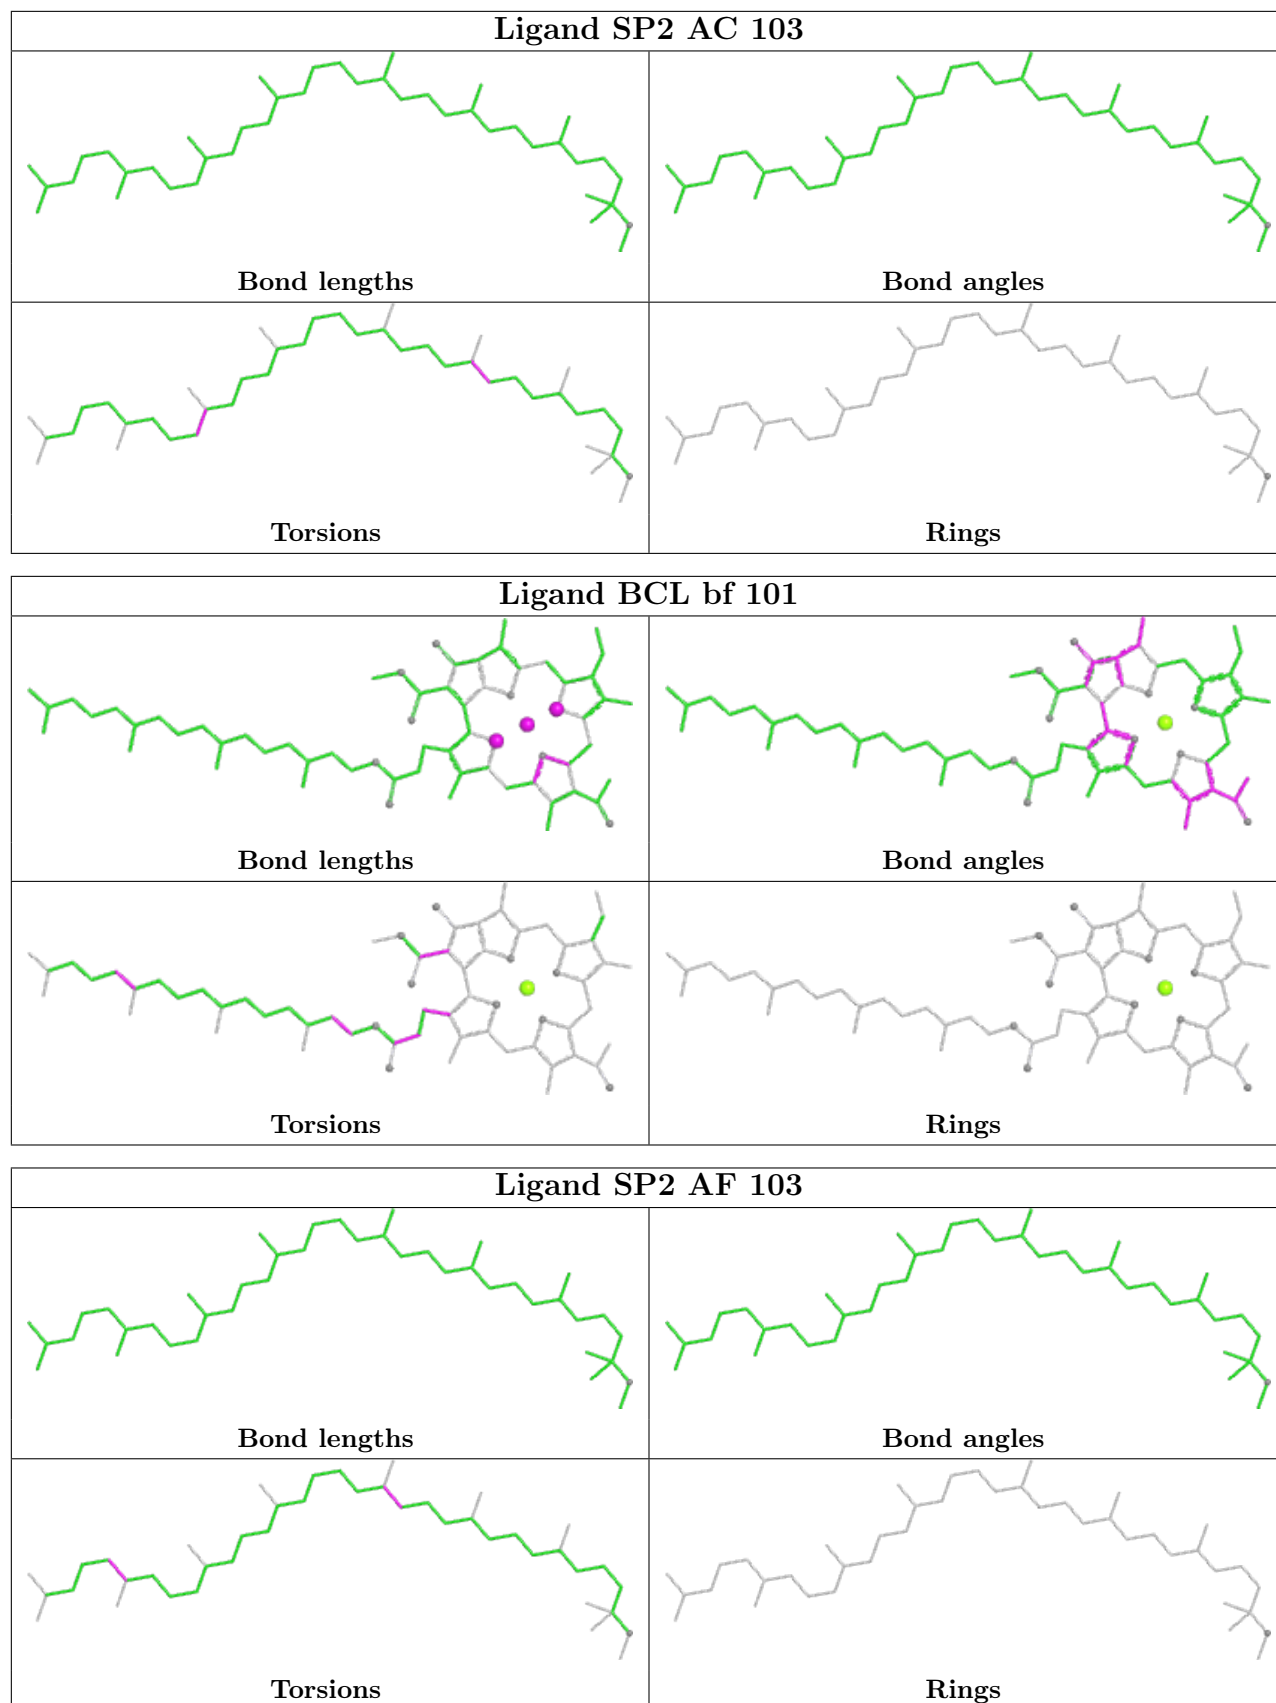 Ligand SP2 AC 103
Bond lengths
Bond angles
Torsions
Rings
Ligand BCL bf 101
Bond lengths
Bond angles
Torsions
Rings
Ligand SP2 AF 103
Bond lengths
Bond angles
Torsions
Rings